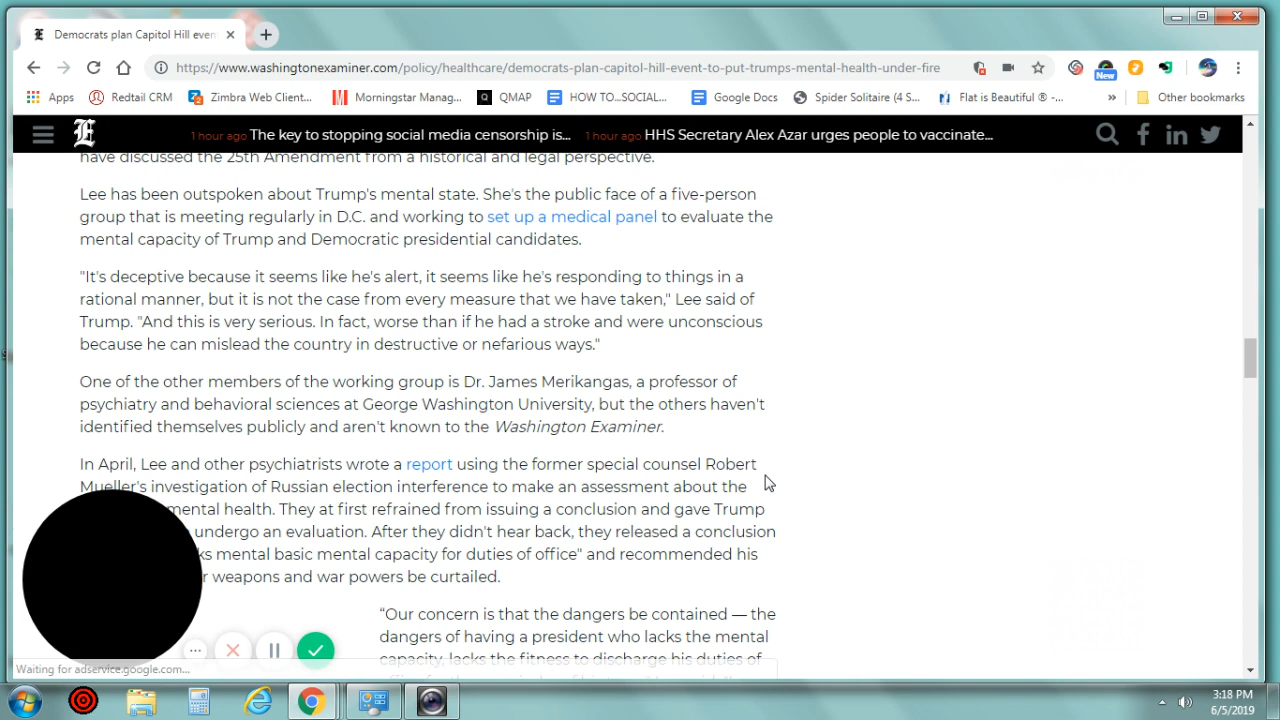 Democrats plan Capitol Hill even
https://www.washingtonexaminer.com/policy/healthcare/democrats-plan-capitol-hill-event-to-put-trumps-mental-health-under-fire
New
Apps Redtail CRM Zimbra Web Client... Morningstar Manag... QMAP HOW TO...SOCIAL... Google Docs Spider Solitaire (4 S... Flat is Beautiful ® -... » Other bookmarks
E 1 hour ago The key to stopping social media censorship is... 1 hour ago HHS Secretary Alex Azar urges people to vaccinate...
have discussed the 25th Amendment from a historical and legal perspective.
Lee has been outspoken about Trump's mental state. She's the public face of a five-person
group that is meeting regularly in D.C. and working to set up a medical panel to evaluate the
mental capacity of Trump and Democratic presidential candidates.
"It's deceptive because it seems like he's alert, it seems like he's responding to things in a
rational manner, but it is not the case from every measure that we have taken," Lee said of
Trump. "And this is very serious. In fact, worse than if he had a stroke and were unconscious
because he can mislead the country in destructive or nefarious ways."
One of the other members of the working group is Dr. James Merikangas, a professor of
psychiatry and behavioral sciences at George Washington University, but the others haven't
identified themselves publicly and aren't known to the Washington Examiner.
In April, Lee and other psychiatrists wrote a report using the former special counsel Robert
Mueller's investigation of Russian election interference to make an assessment about the
mental health. They at first refrained from issuing a conclusion and gave Trump
undergo an evaluation. After they didn't hear back, they released a conclusion
ks mental basic mental capacity for duties of office" and recommended his
r weapons and war powers be curtailed.
“Our concern is that the dangers be contained — the
dangers of having a president who lacks the mental
capacity, lacks the fitness to discharge his duties of
Waiting for adservice.google.com...
3:18 PM
6/5/2019